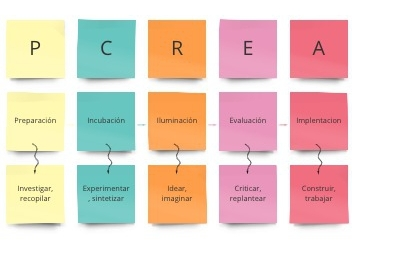 P C R E A
Preparación Incubación Iluminación Evaluación Implentacion
Investigar, Experimentar Idear, Criticar, Construir,
recopilar , sintetizar imaginar replantear trabajar